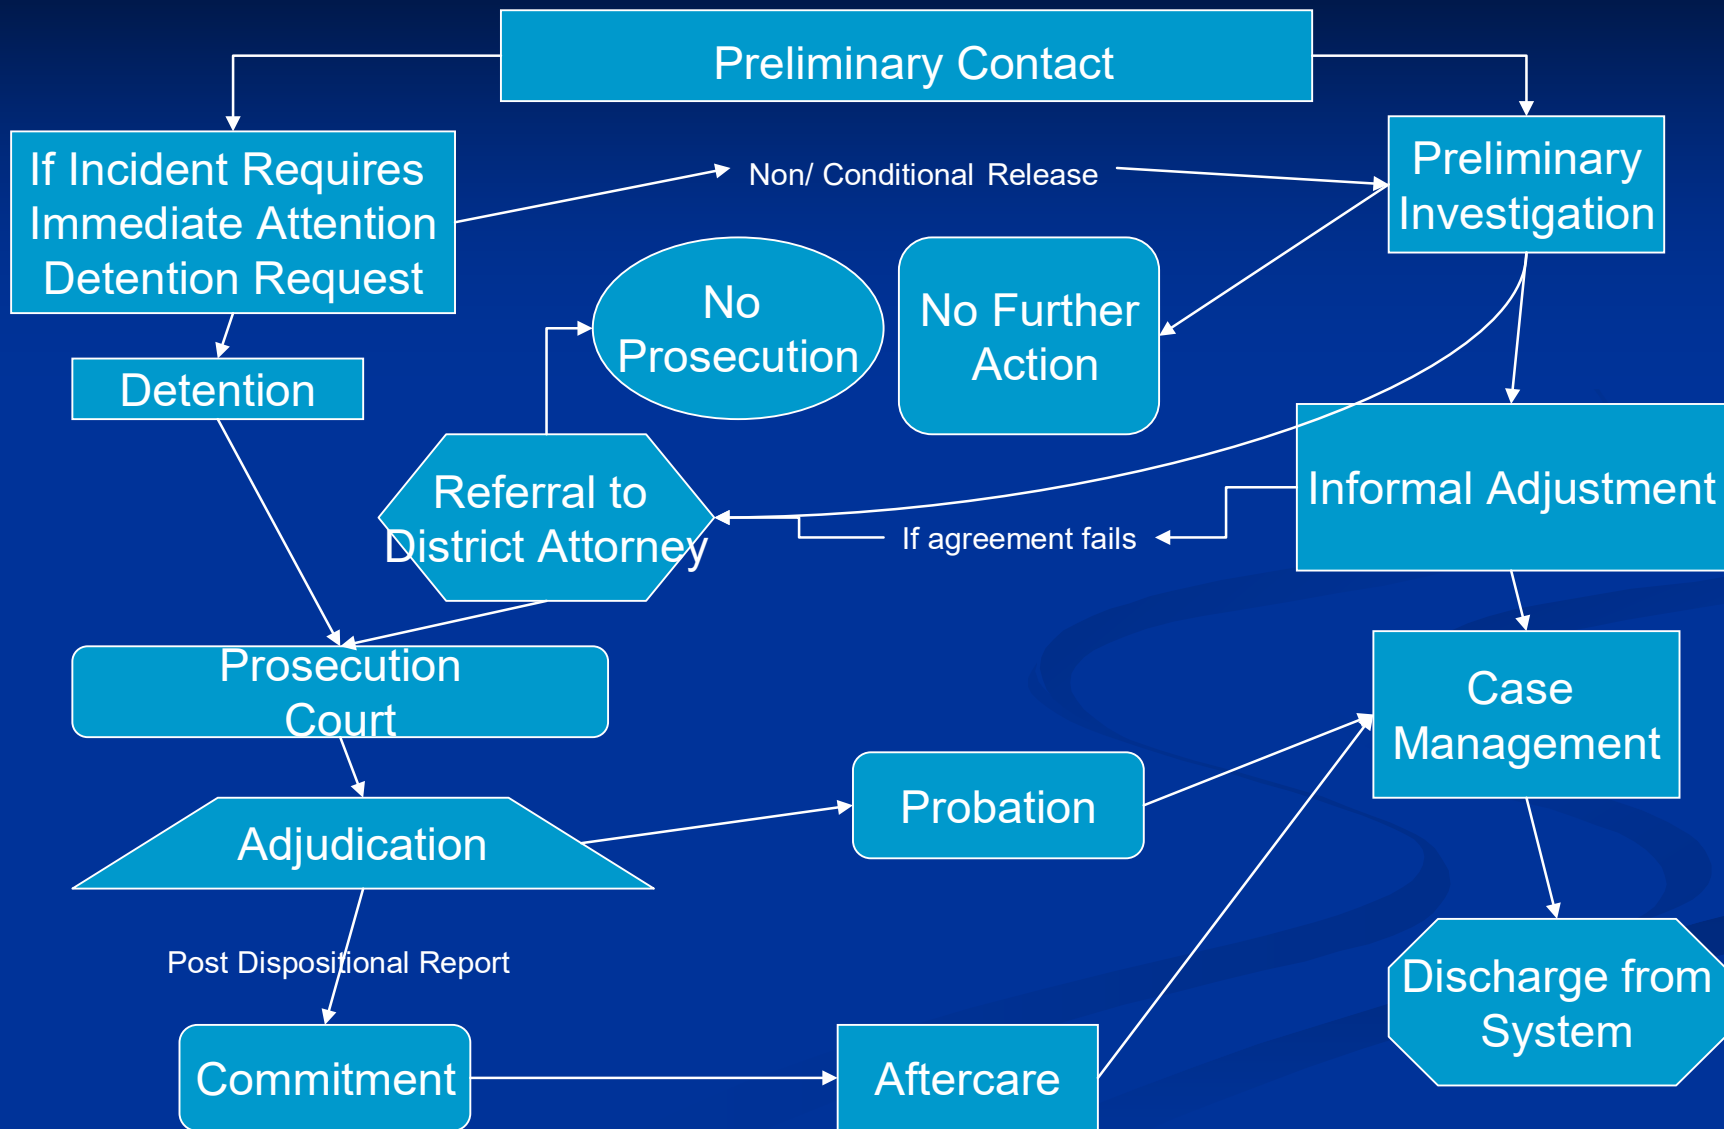 Preliminary Contact
If Incident Requires
Immediate Attention
Detention Request
Non/ Conditional Release
Preliminary
Investigation
No
Prosecution
No Further
Action
Detention
Referral to
District Attorney
If agreement fails
Informal Adjustment
Prosecution
Court
Case
Management
Probation
Adjudication
Post Dispositional Report
Discharge from
System
Commitment
Aftercare